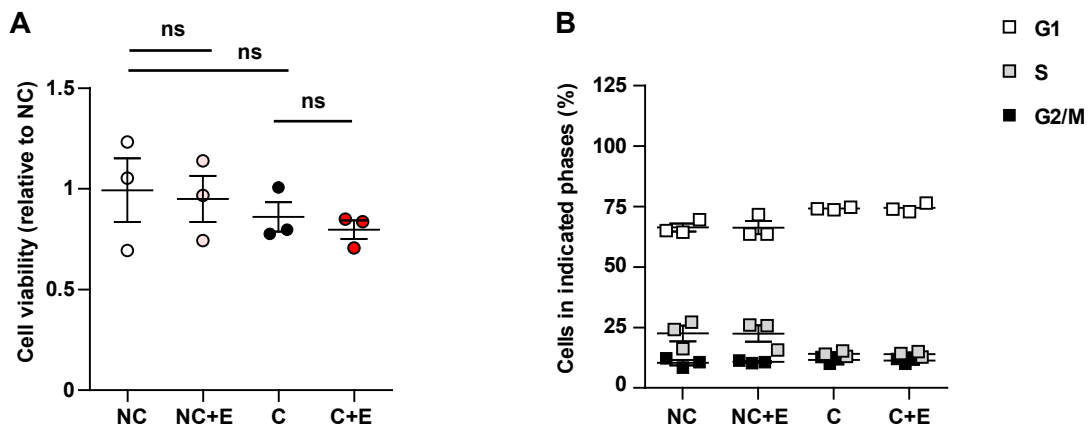 A
ns
ns
ns
Cell viability (relative to NC)
1.5
1
0.5
0
NC
NC+E
C
C+E
B
G1
S
G2/M
Cells in indicated phases (%)
125
100
75
50
25
0
NC
NC+E
C
C+E